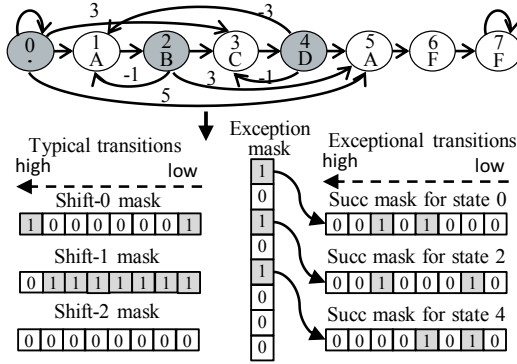 3 -3
0 1 2 3 4 5 6 7
. A B C D A F F
-1 3 -1
5
Typical transitions
high low
Shift-0 mask
1 0 0 0 0 0 0 1
Shift-1 mask
0 1 1 1 1 1 1 1
Shift-2 mask
0 0 0 0 0 0 0 0
Exception
mask
1
0
1
0
1
0
0
0
Exceptional transitions
high low
Succ mask for state 0
0 0 1 0 1 0 0 0
Succ mask for state 2
0 0 1 0 0 0 1 0
Succ mask for state 4
0 0 0 0 1 0 1 0